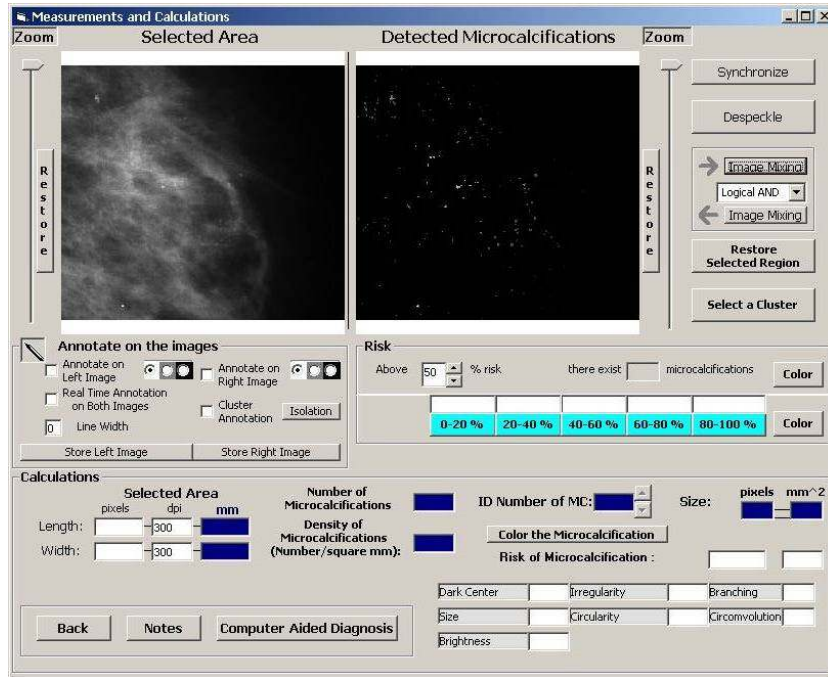 Measurements and Calculations
Zoom Selected Area Detected Microcalcifications Zoom
Restore
Restore
Synchronize
Despeckle
Image Mixing
Logical AND
Image Mixing
Restore
Selected Region
Select a Cluster
Annotate on the images
Annotate on
Left Image
Annotate on
Right Image
Real Time Annotation
on Both Images
Cluster
Annotation
Isolation
0 Line Width
Store Left Image Store Right Image
Risk
Above 50 % risk there exist microcalcifications Color
0-20 % 20-40 % 40-60 % 60-80 % 80-100 % Color
Calculations
Selected Area
pixels dpi mm
Length: 300
Width: 300
Number of
Microcalcifications
Density of
Microcalcifications
(Number/square mm):
ID Number of MC:
Size: pixels mm^2
Color the Microcalcification
Risk of Microcalcification :
Dark Center Irregularity Branching
Size Circularity Circomvolution
Brightness
Back Notes Computer Aided Diagnosis